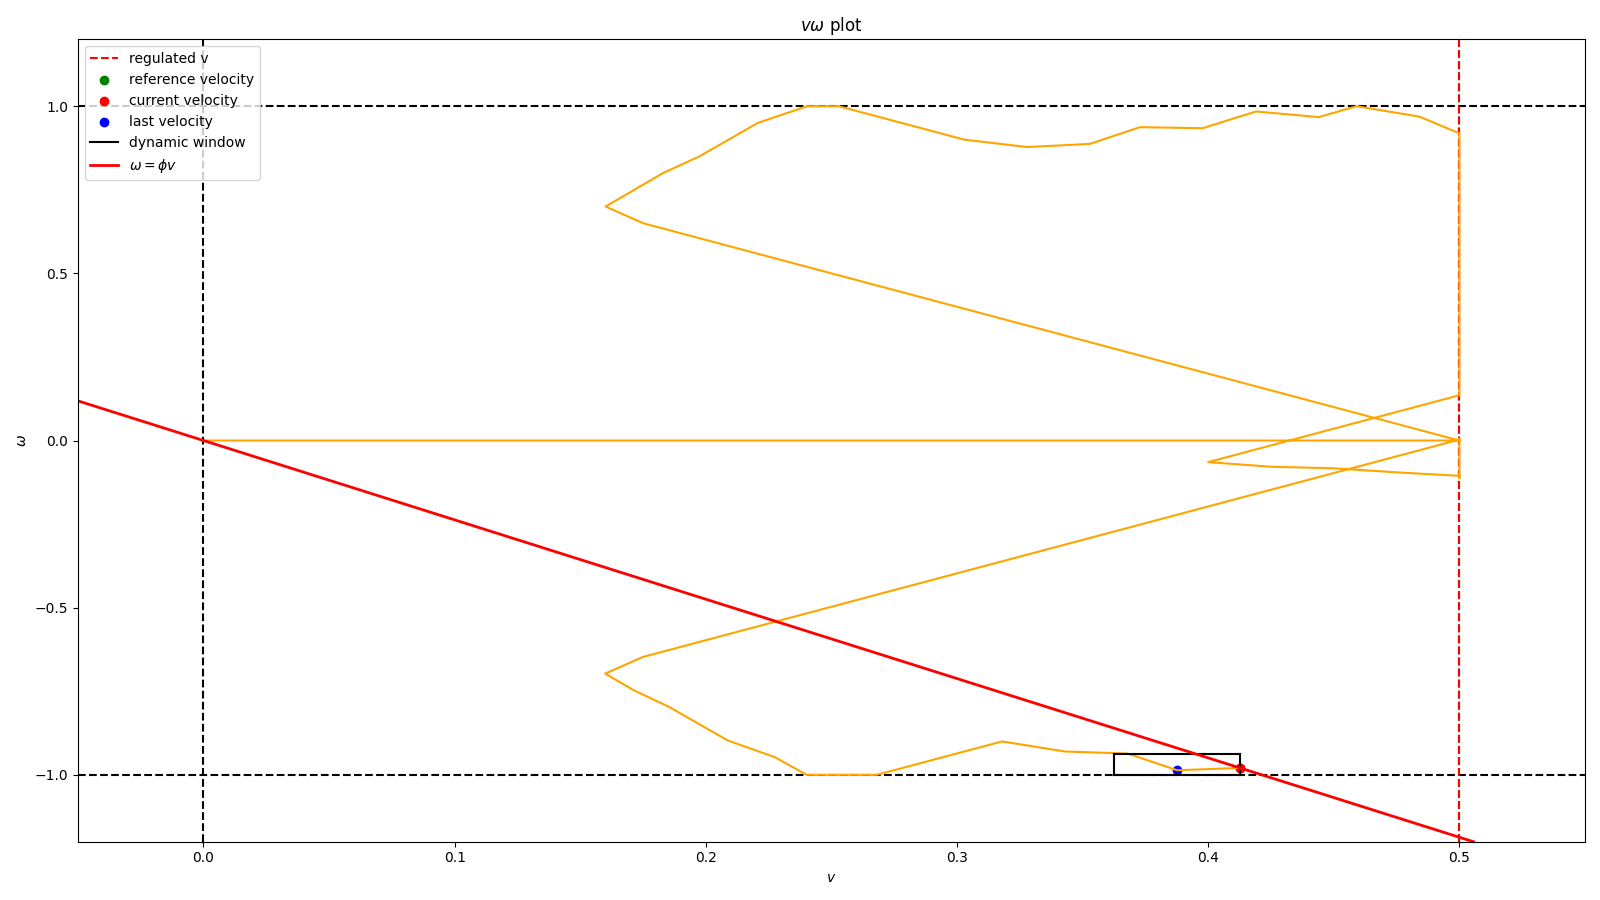 vω plot
regulated v
reference velocity
current velocity
last velocity
dynamic window
ω = ϕv
1.0
0.5
0.0
−0.5
−1.0
ω
0.0 0.1 0.2 0.3 0.4 0.5
v